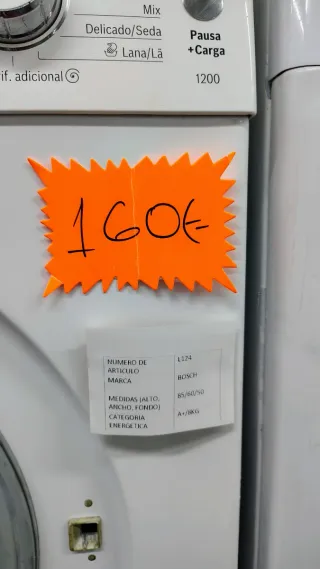 Mix
Delicado/Seda
Lana/Lã
Pausa
+Carga
if. adicional
1200
160€
NUMERO DE ARTICULO L124
MARCA BOSCH
MEDIDAS (ALTO, ANCHO, FONDO) 85/60/50
CATEGORIA ENERGETICA A+/8KG